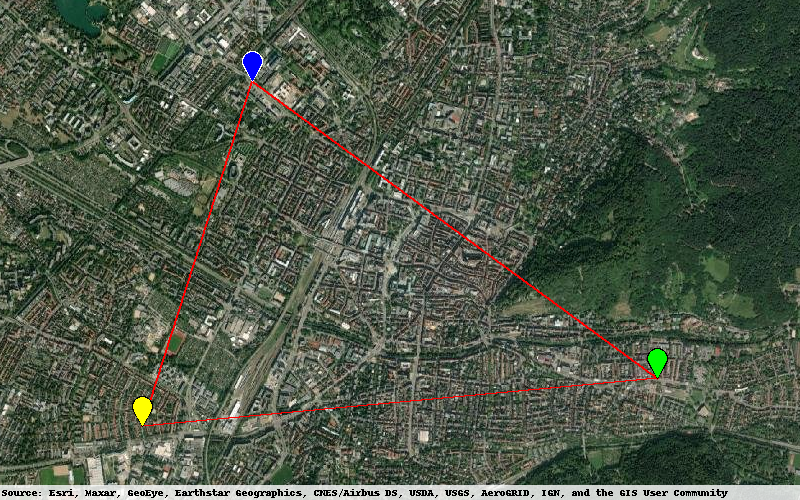 Source: Esri, Maxar, GeoEye, Earthstar Geographics, CNES/Airbus DS, USDA, USGS, AeroGRID, IGN, and the GIS User Community